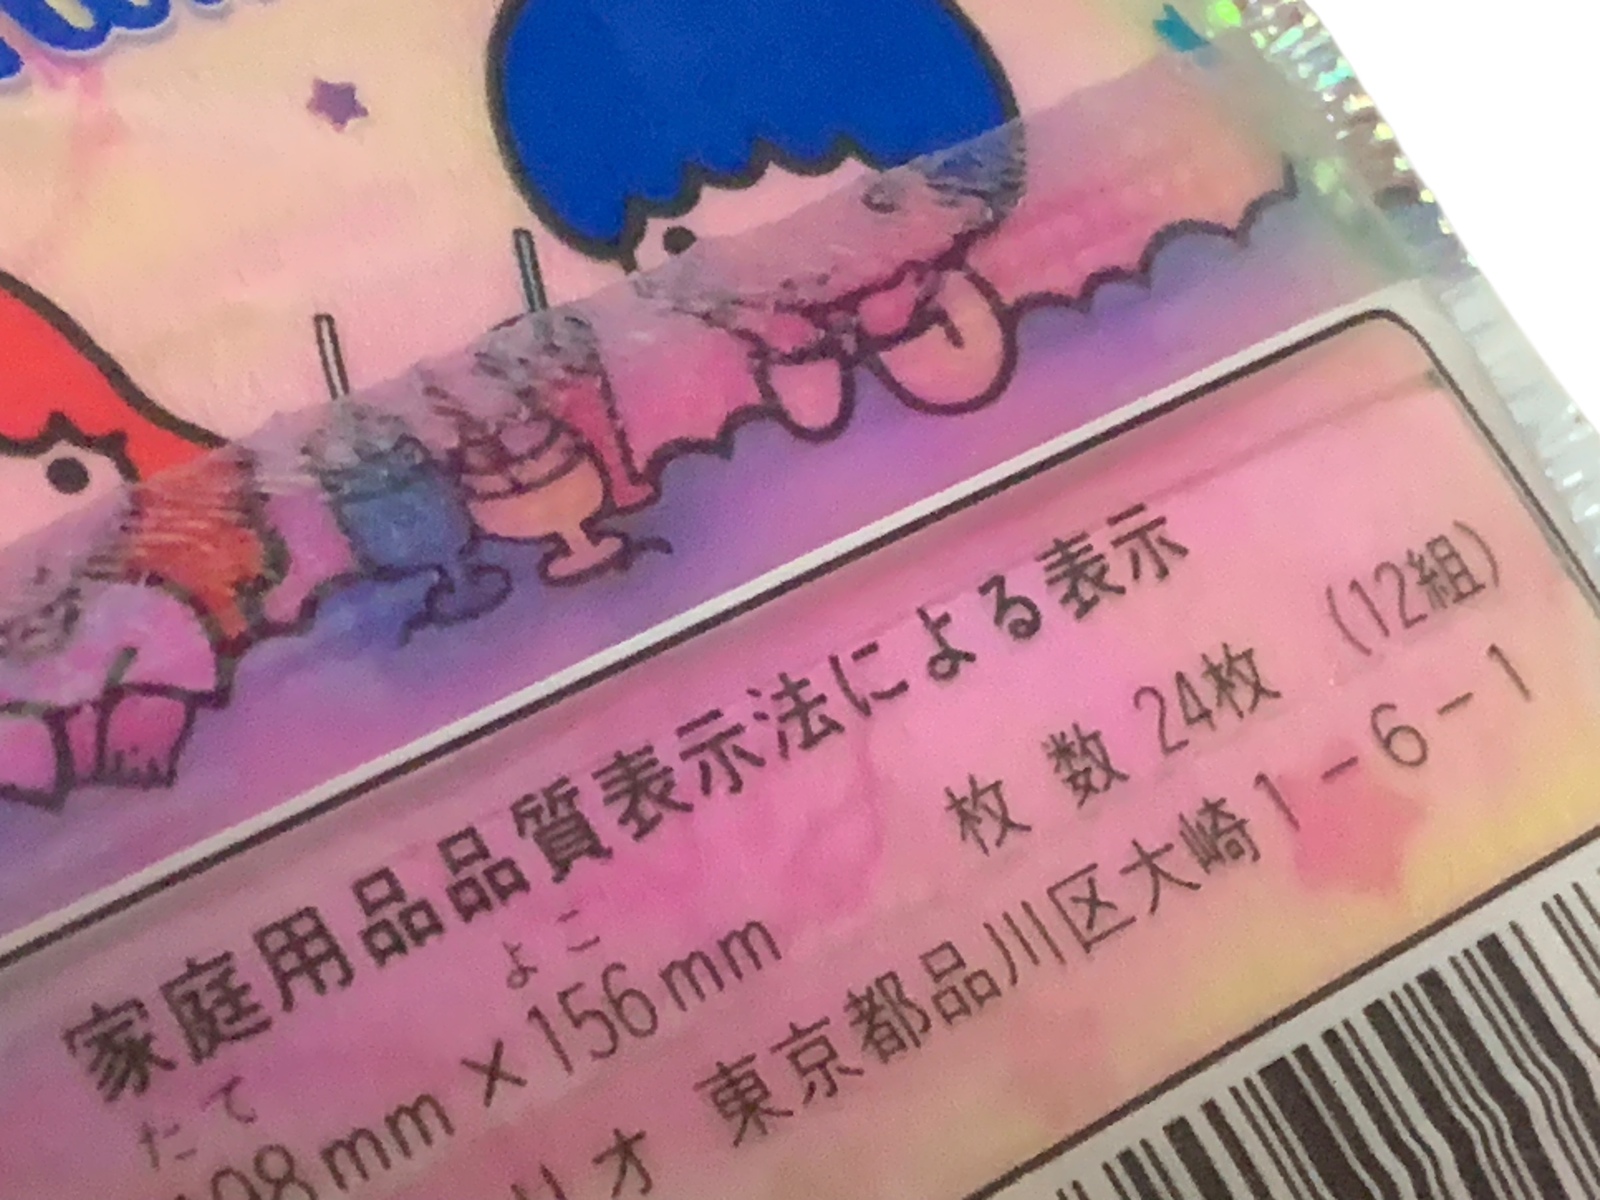 家庭用品品質表示法による表示
たて よこ
198mm×156mm 枚 数 24枚 (12組)
リオ 東京都品川区大崎1-6-1